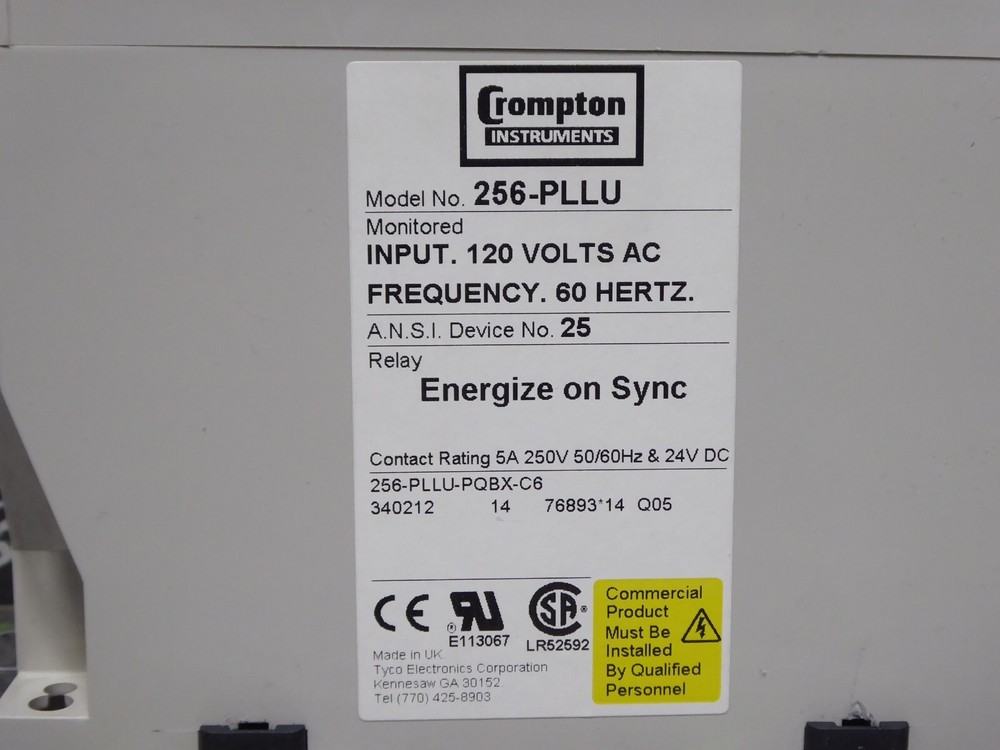 Crompton
INSTRUMENTS
Model No. 256-PLLU
Monitored
INPUT. 120 VOLTS AC
FREQUENCY. 60 HERTZ.
A.N.S.I. Device No. 25
Relay
Energize on Sync
Contact Rating 5A 250V 50/60Hz & 24V DC
256-PLLU-PQBX-C6
340212 14 76893*14 Q05
CE RU ® SA ®
E113067 LR52592
Made in UK
Tyco Electronics Corporation
Kennesaw GA 30152
Tel (770) 425-8903
Commercial
Product
Must Be
Installed
By Qualified
Personnel